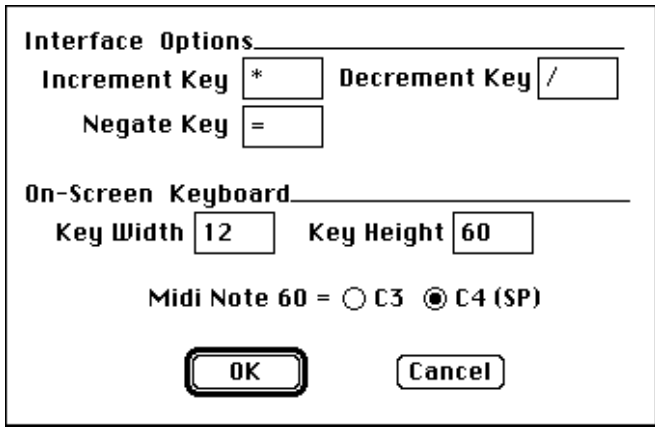 Interface Options
Increment Key * Decrement Key /
Negate Key =
On-Screen Keyboard
Key Width 12 Key Height 60
Midi Note 60 = C3 C4 (SP)
OK Cancel